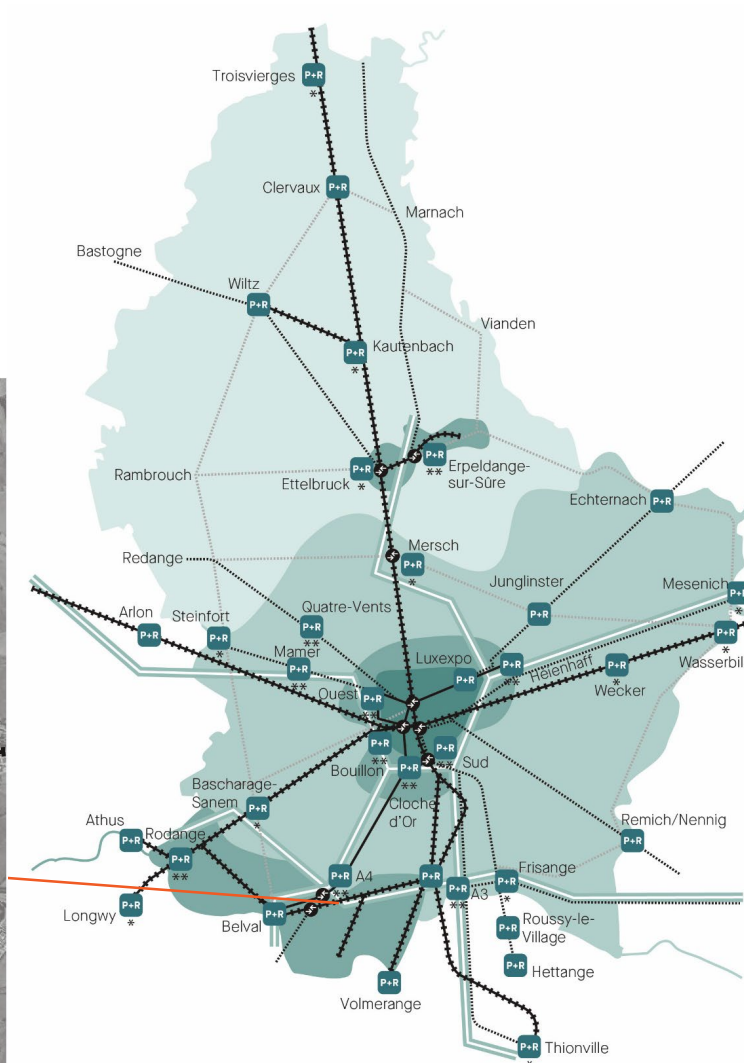 Troisvierges
P+R
*
Clervaux
P+R
Marnach
Bastogne
Wiltz
P+R
Vianden
Kautenbach
P+R
*
Rambrouch
Ettelbruck
P+R
*
P+R
**
Erpeldange-
sur-Sûre
Echternach
P+R
Redange
Mersch
P+R
*
Junglinster
P+R
Mesenich
P+R
*
Arlon
P+R
Steinfort
P+R
*
Quatre-Vents
P+R
**
Mamer
P+R
**
Luxexpo
P+R
P+R
**
Heienhaff
Wecker
P+R
*
P+R
*
Wasserbil
Ouest
P+R
**
P+R
**
Bouillon
P+R
**
Sud
P+R
**
Cloche
d'Or
Bascharage-
Sanem
P+R
*
Remich/Nennig
P+R
Athus
P+R
Rodange
P+R
**
Longwy
P+R
*
P+R
A4
**
Belval
P+R
P+R
P+R
A3
**
Frisange
P+R
*
P+R
Roussy-le-
Village
P+R
Hettange
P+R
Volmerange
P+R
Thionville
*